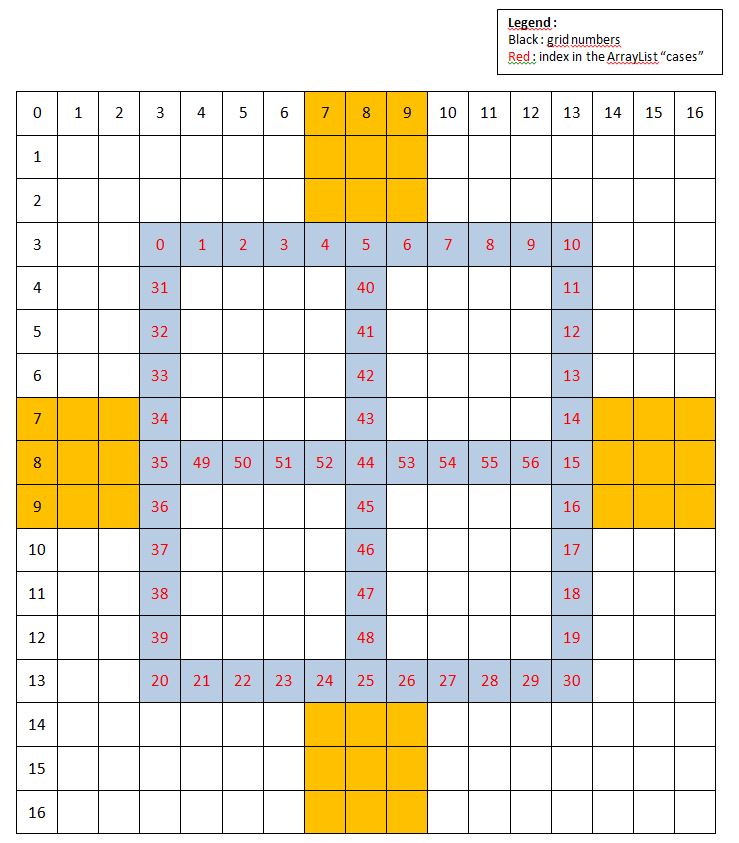 Legend :
Black : grid numbers
Red : index in the ArrayList “cases”
0 1 2 3 4 5 6 7 8 9 10 11 12 13 14 15 16
1
2
3 0 1 2 3 4 5 6 7 8 9 10
4 31 40 11
5 32 41 12
6 33 42 13
7 34 43 14
8 35 49 50 51 52 44 53 54 55 56 15
9 36 45 16
10 37 46 17
11 38 47 18
12 39 48 19
13 20 21 22 23 24 25 26 27 28 29 30
14
15
16